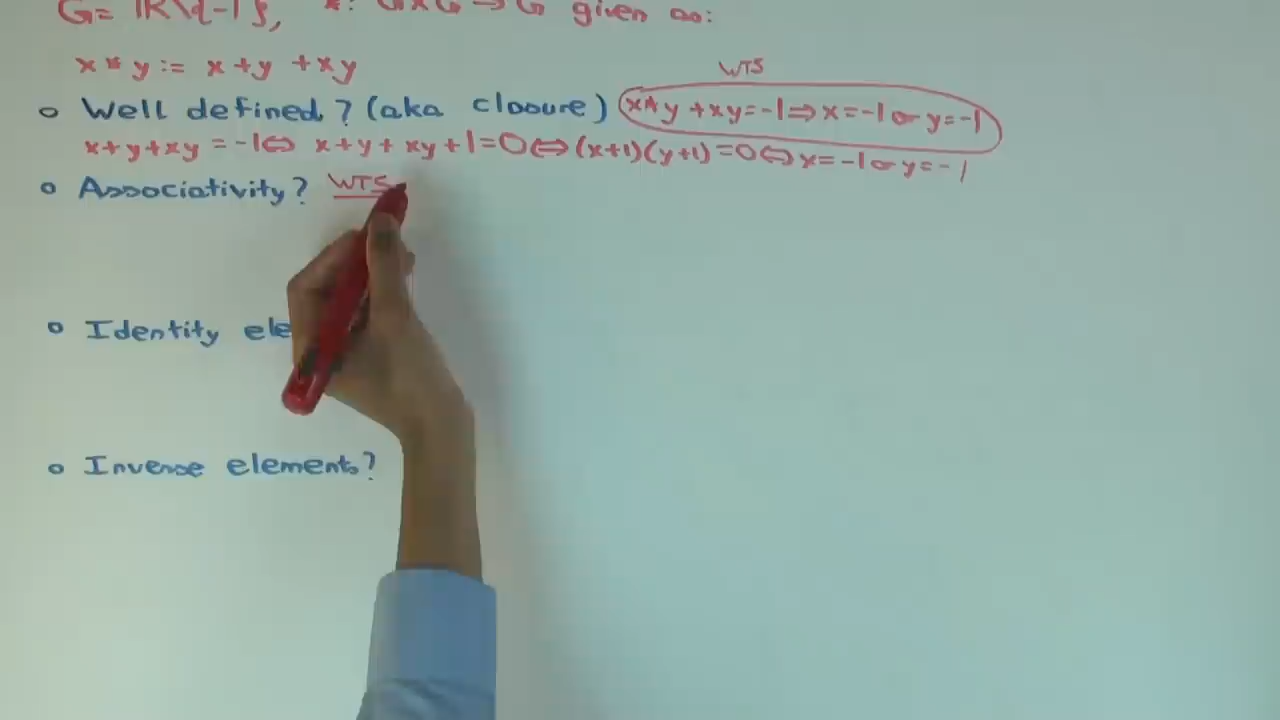 G = ℝ\{-1}, *: G×G→G given as:
x * y := x + y + xy
WTS
○ Well defined? (aka closure) x*y + xy = -1 ⇒ x = -1 or y = -1
x + y + xy = -1 ⇔ x + y + xy + 1 = 0 ⇔ (x+1)(y+1) = 0 ⇔ x = -1 or y = -1
○ Associativity? WTS
○ Identity ele
○ Inverse elements?